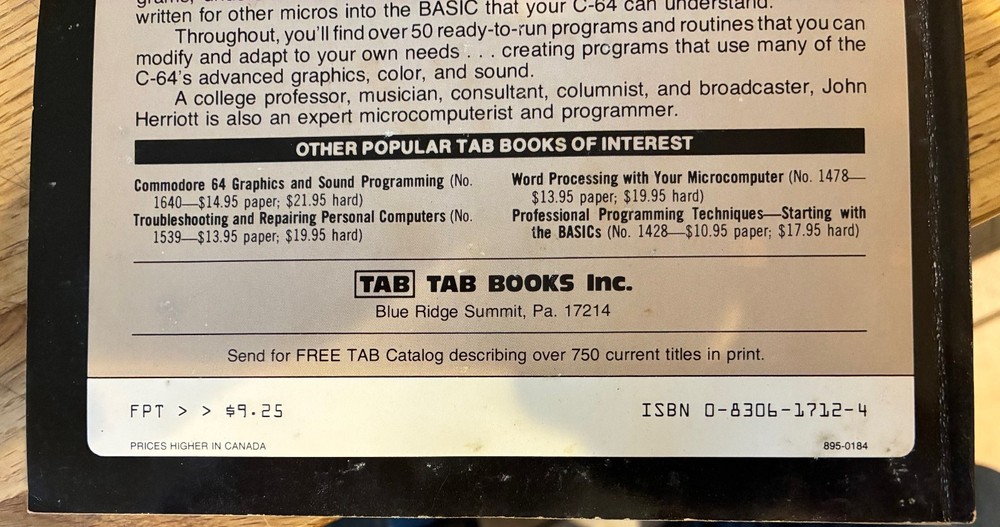 grams,
written for other micros into the BASIC that your C-64 can understand.
Throughout, you'll find over 50 ready-to-run programs and routines that you can
modify and adapt to your own needs . . . creating programs that use many of the
C-64's advanced graphics, color, and sound.
A college professor, musician, consultant, columnist, and broadcaster, John
Herriott is also an expert microcomputerist and programmer.
OTHER POPULAR TAB BOOKS OF INTEREST
Commodore 64 Graphics and Sound Programming (No.
1640—$14.95 paper; $21.95 hard)
Troubleshooting and Repairing Personal Computers (No.
1539—$13.95 paper; $19.95 hard)
Word Processing with Your Microcomputer (No. 1478—
$13.95 paper; $19.95 hard)
Professional Programming Techniques—Starting with
the BASICs (No. 1428—$10.95 paper; $17.95 hard)
TAB TAB BOOKS Inc.
Blue Ridge Summit, Pa. 17214
Send for FREE TAB Catalog describing over 750 current titles in print.
FPT > > $9.25
ISBN 0-8306-1712-4
PRICES HIGHER IN CANADA
895-0184